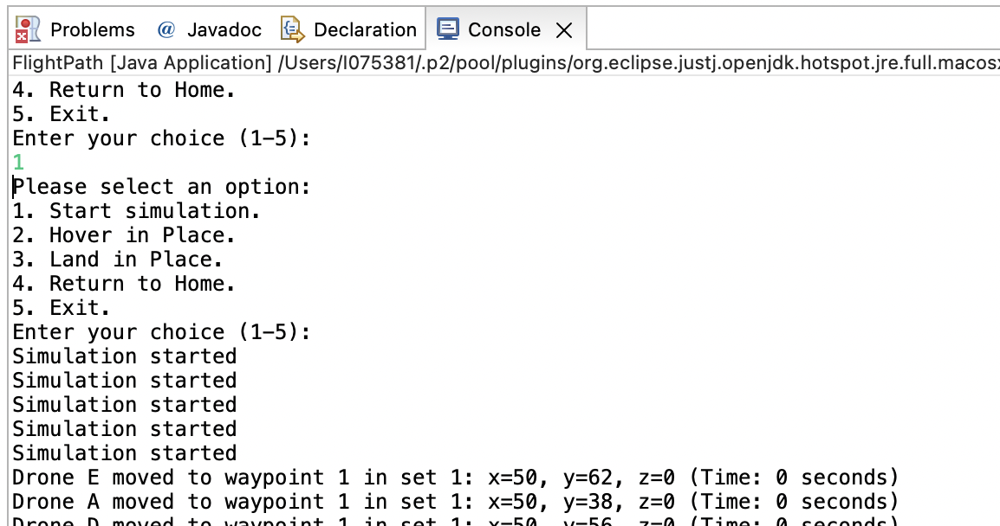 Problems @ Javadoc Declaration Console
FlightPath [Java Application] /Users/I075381/.p2/pool/plugins/org.eclipse.justj.openjdk.hotspot.jre.full.macos
4. Return to Home.
5. Exit.
Enter your choice (1-5):
1
Please select an option:
1. Start simulation.
2. Hover in Place.
3. Land in Place.
4. Return to Home.
5. Exit.
Enter your choice (1-5):
Simulation started
Simulation started
Simulation started
Simulation started
Simulation started
Drone E moved to waypoint 1 in set 1: x=50, y=62, z=0 (Time: 0 seconds)
Drone A moved to waypoint 1 in set 1: x=50, y=38, z=0 (Time: 0 seconds)
Drone D moved to waypoint 1 in set 1: x=50, y=56, z=0 (Time: 0 seconds)